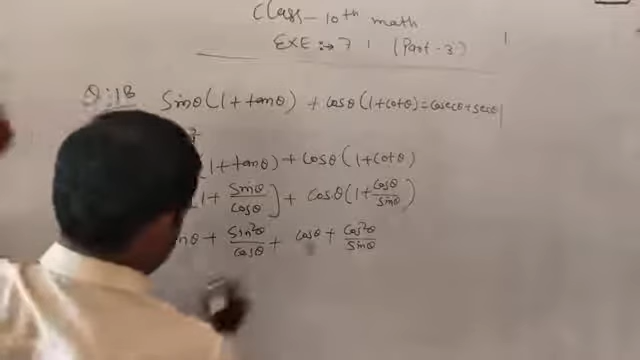 Class - 10th math
EXE :→ 7.1 (Part-3)
Q:18 Sinθ(1+tanθ) + cosθ(1+cotθ)=cosecθ+secθ
(1+tanθ)+cosθ(1+cotθ)
[1+ Sinθ/cosθ] + cosθ(1+ cosθ/Sinθ)
+ Sin²θ/cosθ + cosθ + Cos²θ/Sinθ